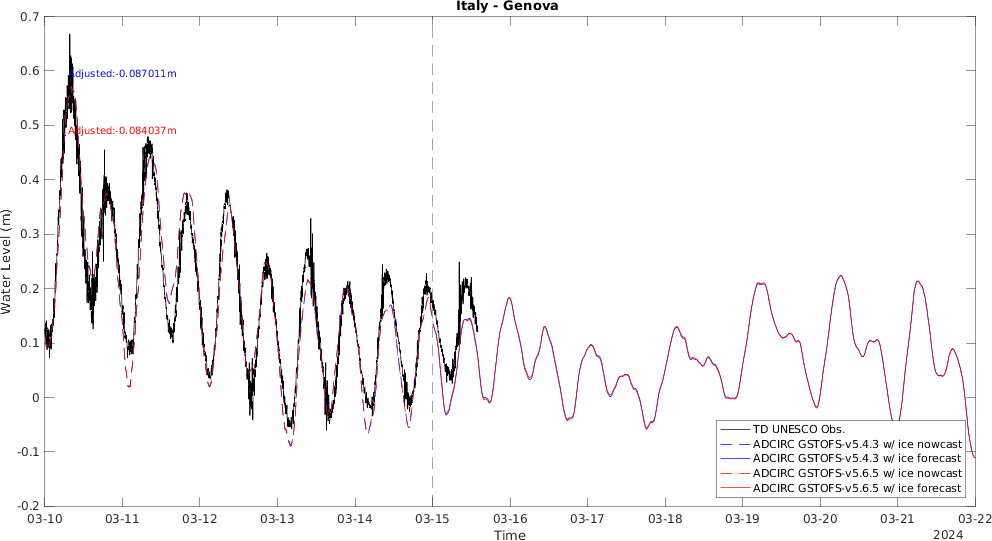 Italy - Genova
0.7
0.6
0.5
0.4
0.3
0.2
0.1
0
-0.1
-0.2
Water Level (m)
Adjusted:-0.087011m
Adjusted:-0.084037m
TD UNESCO Obs.
ADCIRC GSTOFS-v5.4.3 w/ ice nowcast
ADCIRC GSTOFS-v5.4.3 w/ ice forecast
ADCIRC GSTOFS-v5.6.5 w/ ice nowcast
ADCIRC GSTOFS-v5.6.5 w/ ice forecast
03-10 03-11 03-12 03-13 03-14 03-15 03-16 03-17 03-18 03-19 03-20 03-21 03-22
Time
2024